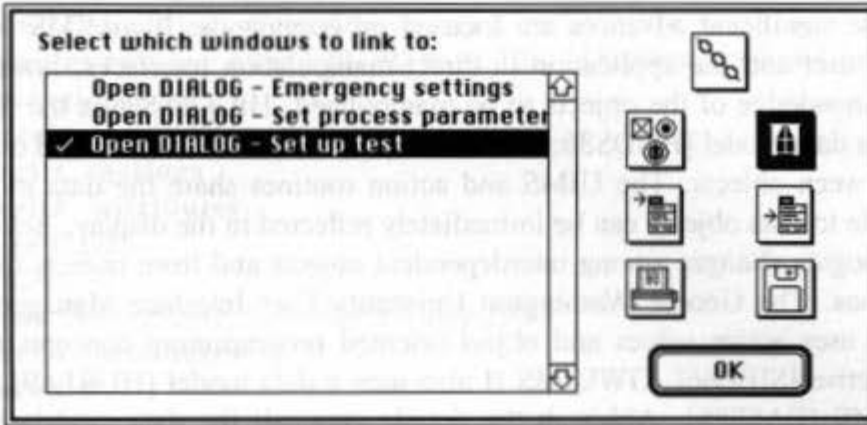 Select which windows to link to:
Open DIALOG - Emergency settings
Open DIALOG - Set process parameter
✓ Open DIALOG - Set up test
OK